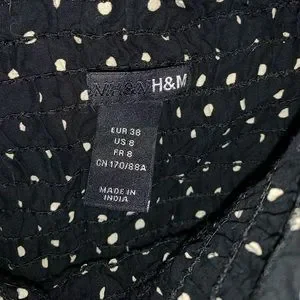 H&M
EUR 38
US 8
FR 8
CN 170/88A
MADE IN
INDIA